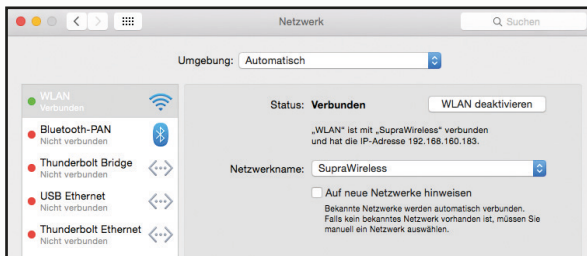 Netzwerk
Suchen
Umgebung: Automatisch
WLAN
Verbunden
Bluetooth-PAN
Nicht verbunden
Thunderbolt Bridge
Nicht verbunden
USB Ethernet
Nicht verbunden
Thunderbolt Ethernet
Nicht verbunden
Status: Verbunden
WLAN deaktivieren
„WLAN“ ist mit „SupraWireless“ verbunden
und hat die IP-Adresse 192.168.160.183.
Netzwerkname: SupraWireless
Auf neue Netzwerke hinweisen
Bekannte Netzwerke werden automatisch verbunden.
Falls kein bekanntes Netzwerk vorhanden ist, müssen Sie
manuell ein Netzwerk auswählen.